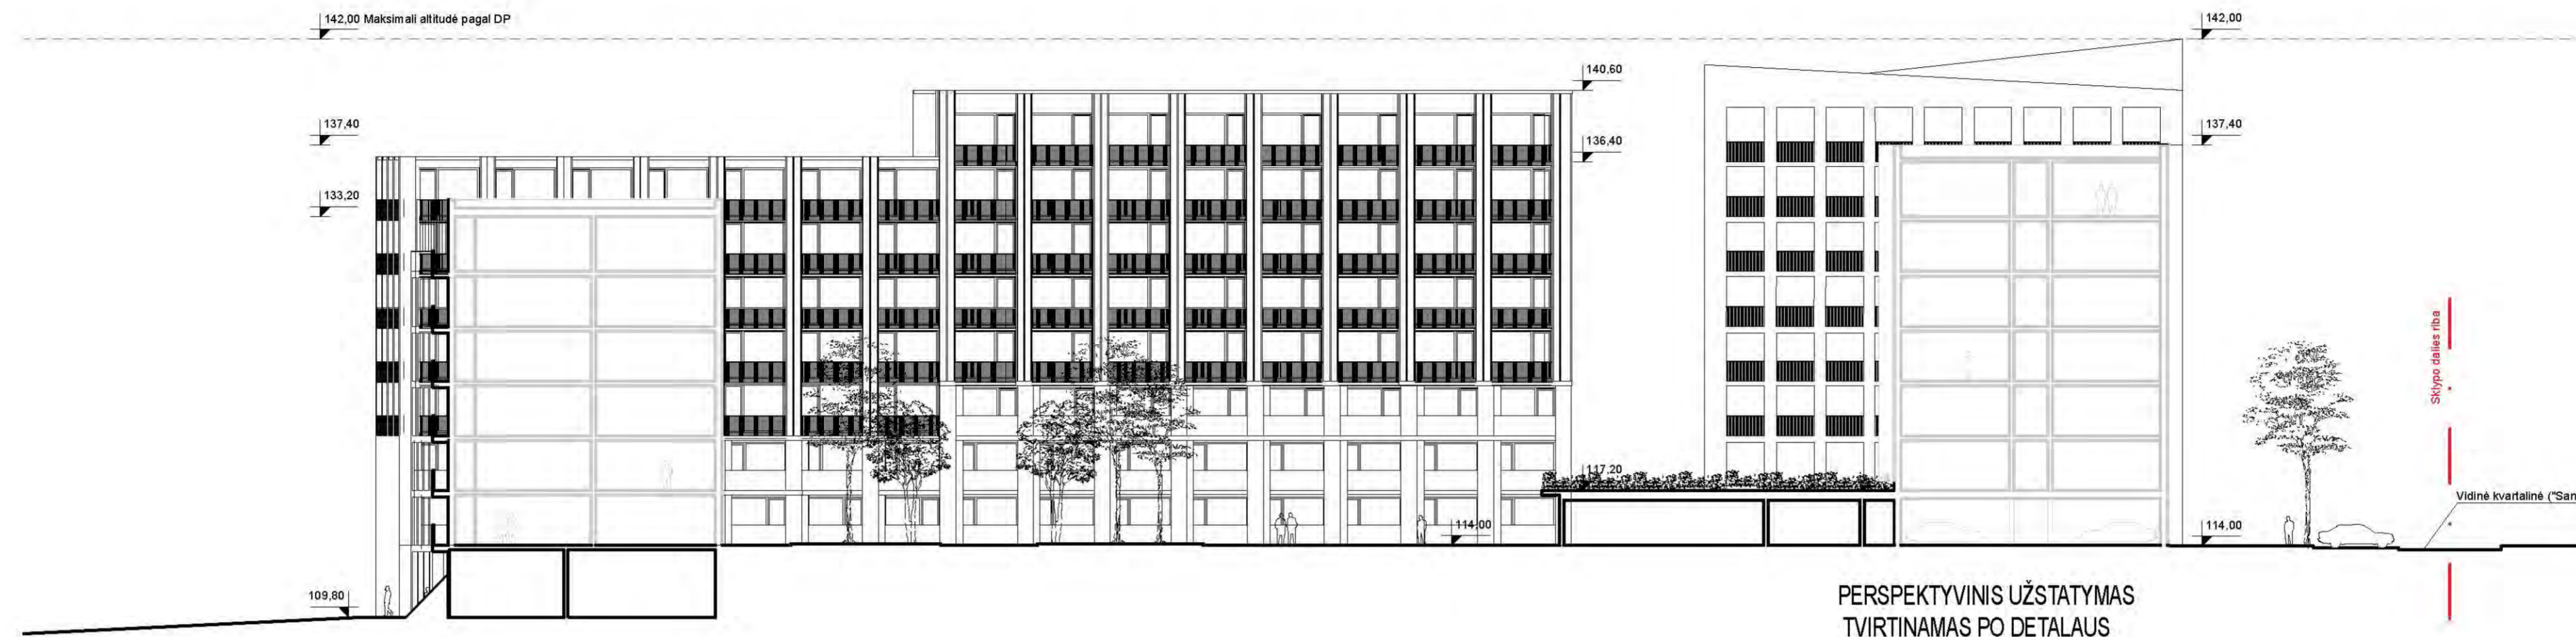 142,00 Maksimali altitudė pagal DP
142,00
140,60
137,40
137,40
136,40
133,20
117,20
114,00
114,00
109,80
Sklypo dalies riba
Vidinė kvartalinė ("San
PERSPEKTYVINIS UŽSTATYMAS
TVIRTINAMAS PO DETALAUS